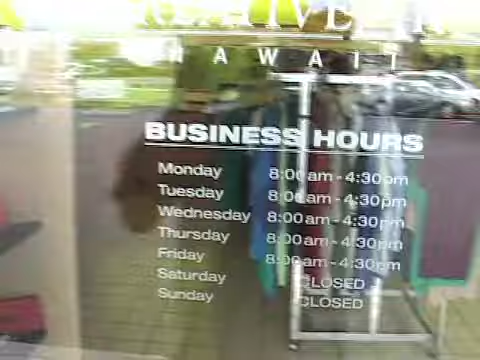 HAWAII
BUSINESS HOURS
Monday 8:00am - 4:30pm
Tuesday 8:00am - 4:30pm
Wednesday 8:00am - 4:30pm
Thursday 8:00am - 4:30pm
Friday 8:00am - 4:30pm
Saturday CLOSED
Sunday CLOSED